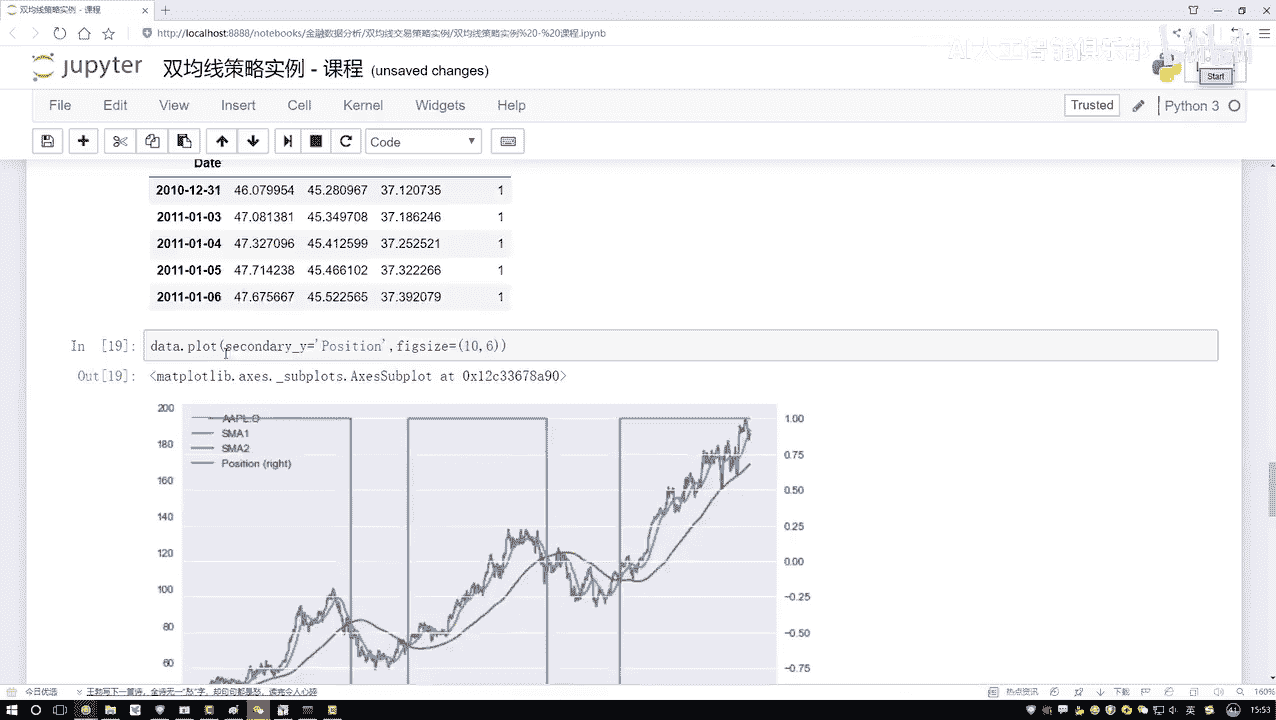 双均线策略实例 - 课程
http://localhost:8888/notebooks/金融数据分析/双均线交易策略实例/双均线策略实例%20-%20课程.ipynb
jupyter 双均线策略实例 - 课程 (unsaved changes)
Start
File Edit View Insert Cell Kernel Widgets Help
Trusted Python 3
Code
Date
2010-12-31 46.079954 45.280967 37.120735 1
2011-01-03 47.081381 45.349708 37.186246 1
2011-01-04 47.327096 45.412599 37.252521 1
2011-01-05 47.714238 45.466102 37.322266 1
2011-01-06 47.675667 45.522565 37.392079 1
In [19]: data.plot(secondary_y='Position',figsize=(10,6))
Out[19]: <matplotlib.axes._subplots.AxesSubplot at 0x12c33678a90>
200
180
160
140
120
100
80
60
AAPL.O
SMA1
SMA2
Position (right)
1.00
0.75
0.50
0.25
0.00
−0.25
−0.50
−0.75
今日优选
热点资讯 下载 160%
英 15:53